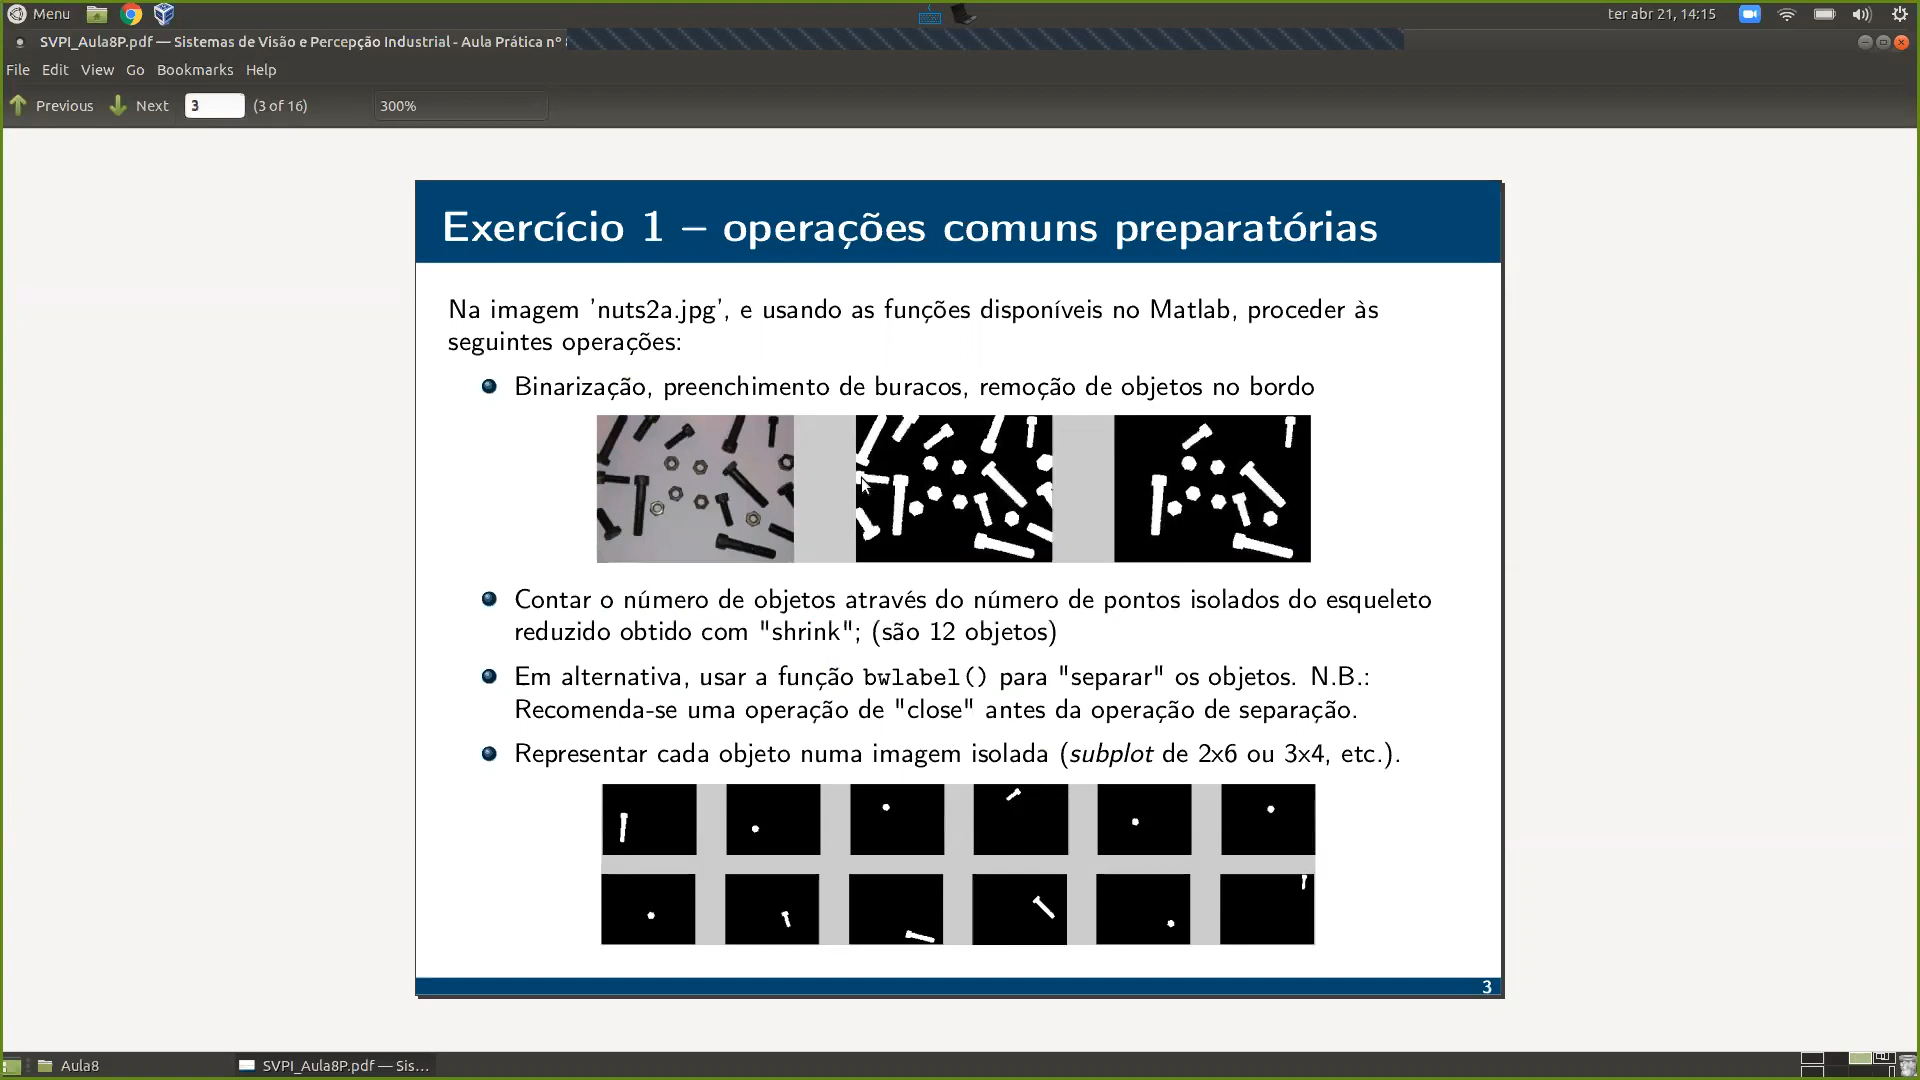 Menu
ter abr 21, 14:15
SVPI_Aula8P.pdf — Sistemas de Visão e Percepção Industrial - Aula Prática nº
File Edit View Go Bookmarks Help
Previous Next 3 (3 of 16) 300%
Exercício 1 – operações comuns preparatórias
Na imagem 'nuts2a.jpg', e usando as funções disponíveis no Matlab, proceder às
seguintes operações:
Binarização, preenchimento de buracos, remoção de objetos no bordo
Contar o número de objetos através do número de pontos isolados do esqueleto
reduzido obtido com "shrink"; (são 12 objetos)
Em alternativa, usar a função bwlabel() para "separar" os objetos. N.B.:
Recomenda-se uma operação de "close" antes da operação de separação.
Representar cada objeto numa imagem isolada (subplot de 2x6 ou 3x4, etc.).
3
Aula8
SVPI_Aula8P.pdf — Sis...